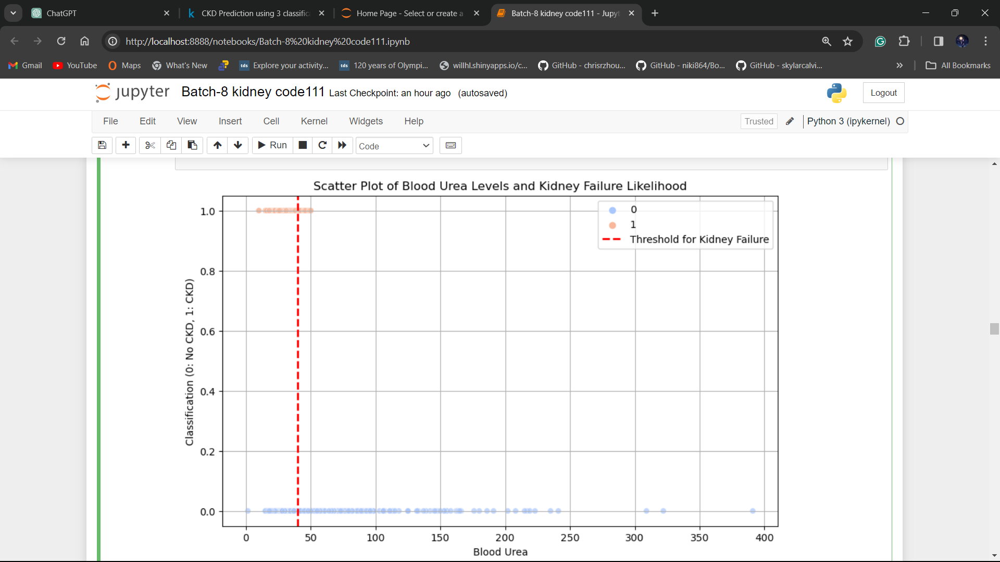 ChatGPT
CKD Prediction using 3 classific
Home Page - Select or create a
Batch-8 kidney code111 - Jupyt
http://localhost:8888/notebooks/Batch-8%20kidney%20code111.ipynb
Gmail
YouTube
Maps
What's New
tds Explore your activity...
tds 120 years of Olympi...
willhl.shinyapps.io/c...
GitHub - chrisrzhou...
GitHub - niki864/Bo...
GitHub - skylarcalvi...
All Bookmarks
jupyter Batch-8 kidney code111 Last Checkpoint: an hour ago (autosaved)
Logout
File Edit View Insert Cell Kernel Widgets Help
Trusted
Python 3 (ipykernel)
Run
Code
Scatter Plot of Blood Urea Levels and Kidney Failure Likelihood
0
1
Threshold for Kidney Failure
Classification (0: No CKD, 1: CKD)
1.0
0.8
0.6
0.4
0.2
0.0
0 50 100 150 200 250 300 350 400
Blood Urea